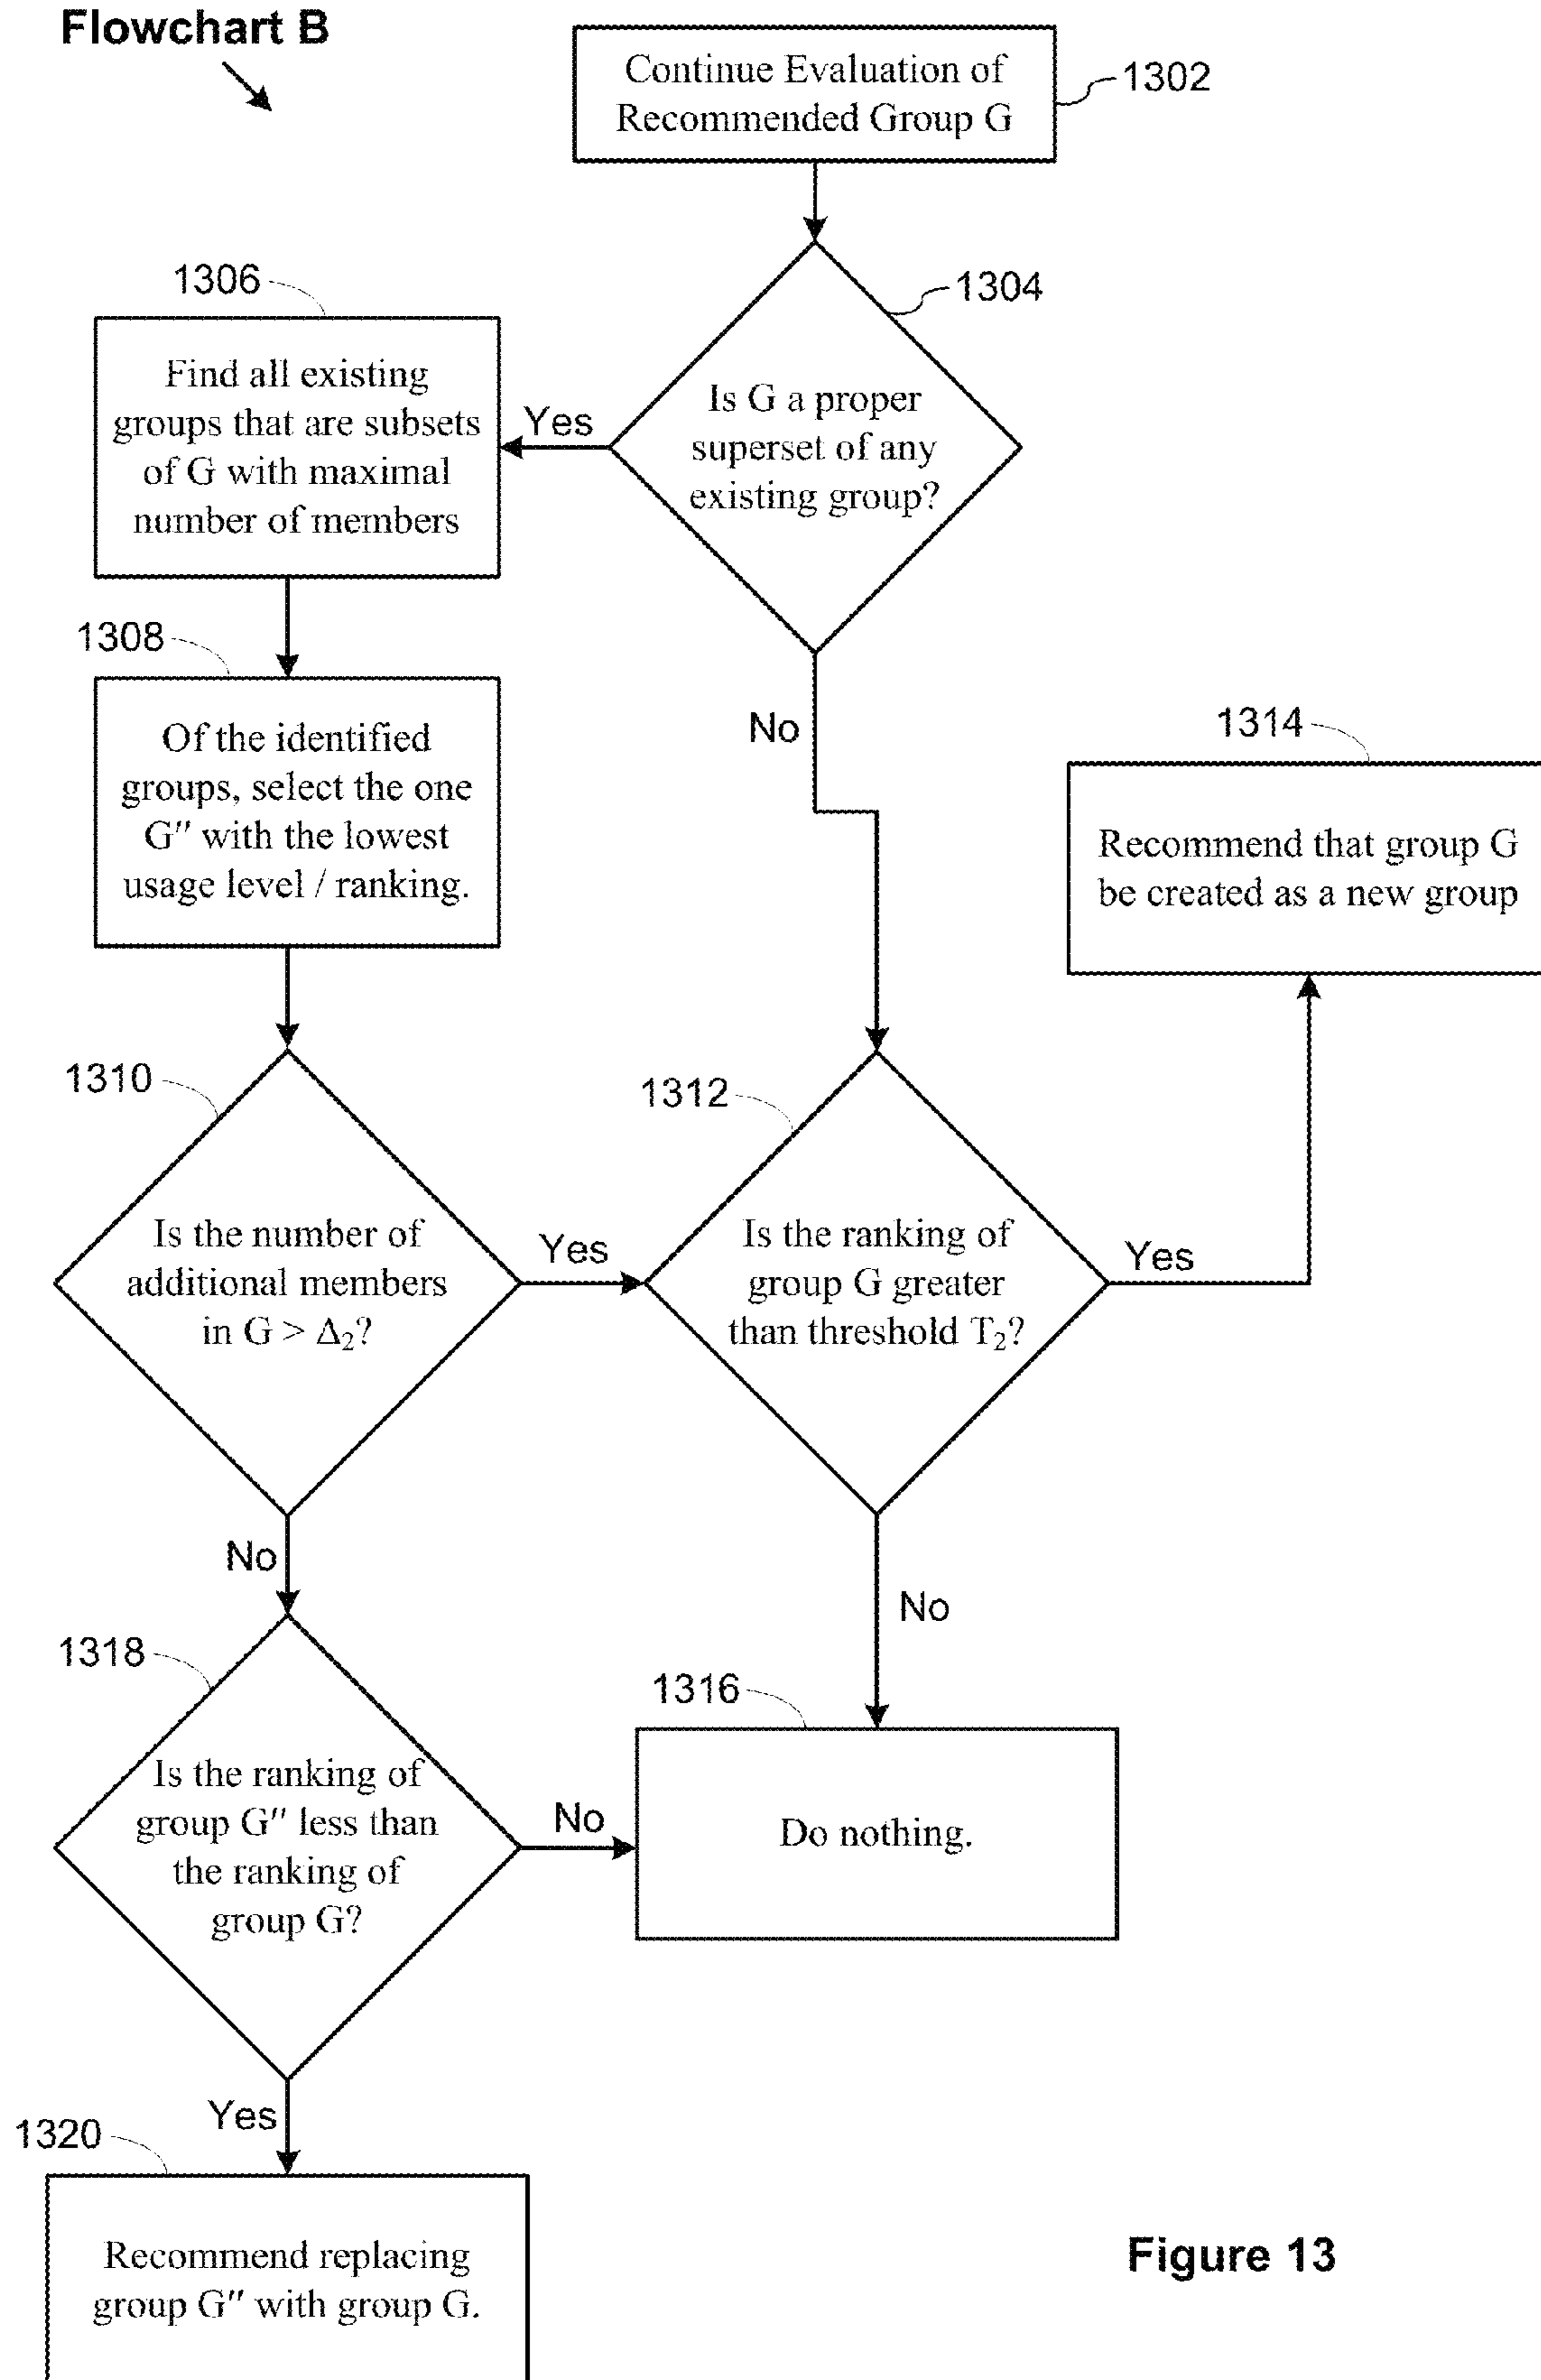 Flowchart B
Continue Evaluation of
Recommended Group G
1302
1304
Is G a proper
superset of any
existing group?
Yes
No
1306
Find all existing
groups that are subsets
of G with maximal
number of members
1308
Of the identified
groups, select the one
G″ with the lowest
usage level / ranking.
1310
Is the number of
additional members
in G > Δ₂?
Yes
No
1312
Is the ranking of
group G greater
than threshold T₂?
Yes
No
1314
Recommend that group G
be created as a new group
1316
Do nothing.
1318
Is the ranking of
group G″ less than
the ranking of
group G?
No
Yes
1320
Recommend replacing
group G″ with group G.
Figure 13